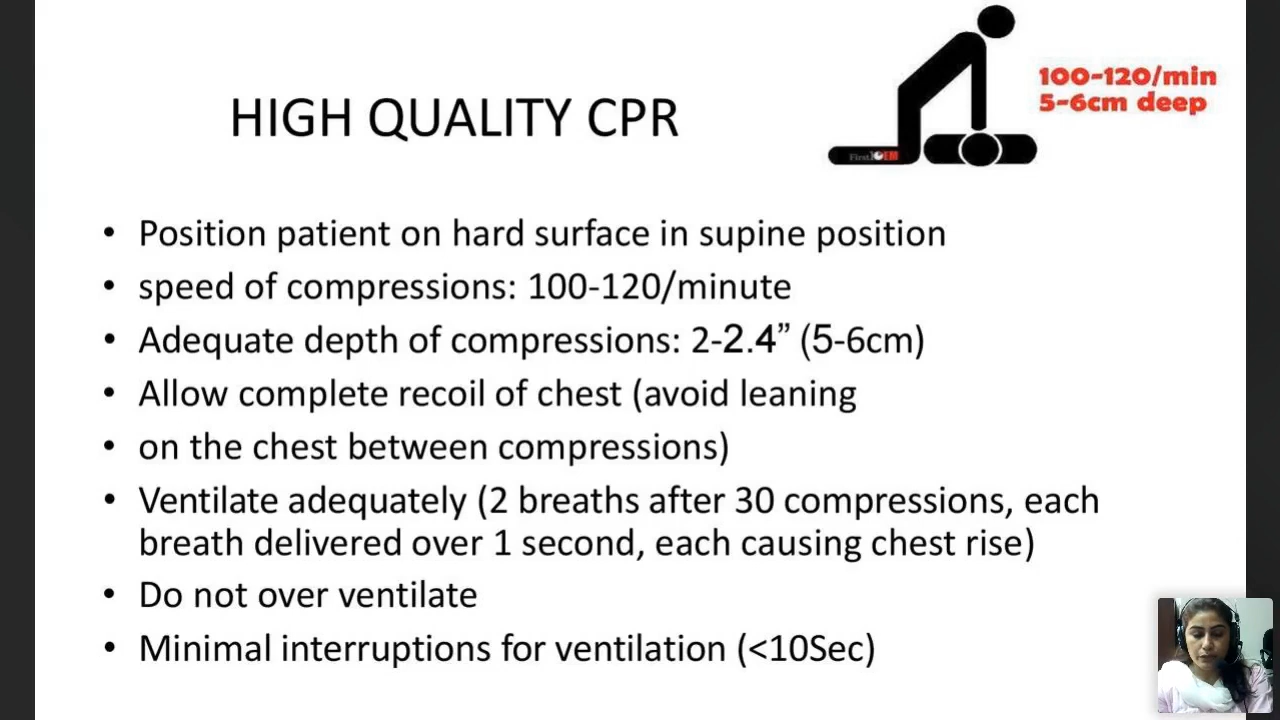 100-120/min
5-6cm deep
HIGH QUALITY CPR
First10EM
• Position patient on hard surface in supine position
• speed of compressions: 100-120/minute
• Adequate depth of compressions: 2-2.4” (5-6cm)
• Allow complete recoil of chest (avoid leaning
• on the chest between compressions)
• Ventilate adequately (2 breaths after 30 compressions, each
breath delivered over 1 second, each causing chest rise)
• Do not over ventilate
• Minimal interruptions for ventilation (<10Sec)